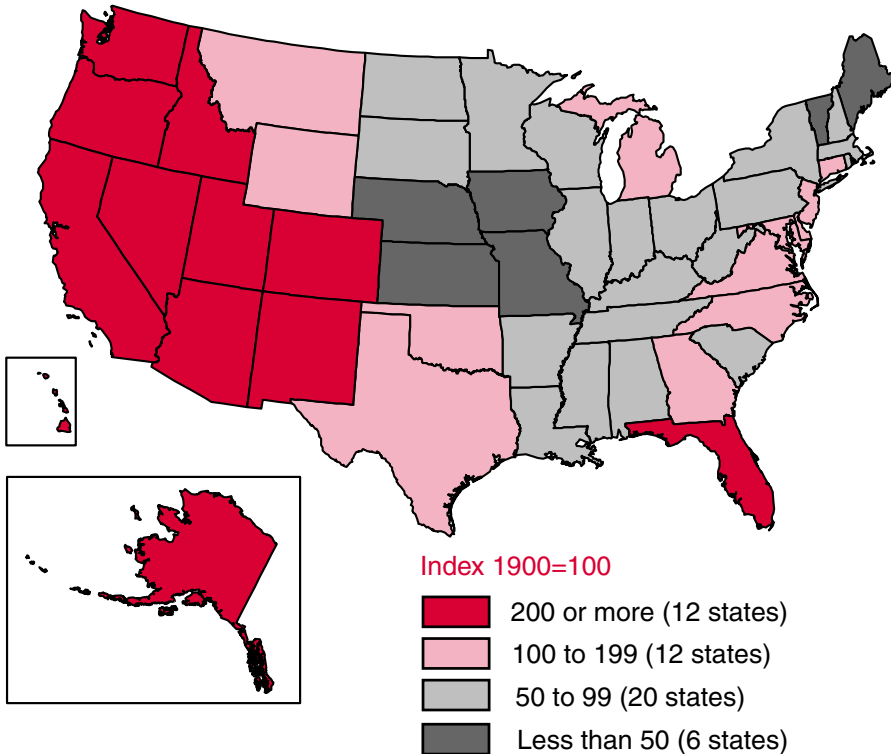 Index 1900=100
200 or more (12 states)
100 to 199 (12 states)
50 to 99 (20 states)
Less than 50 (6 states)